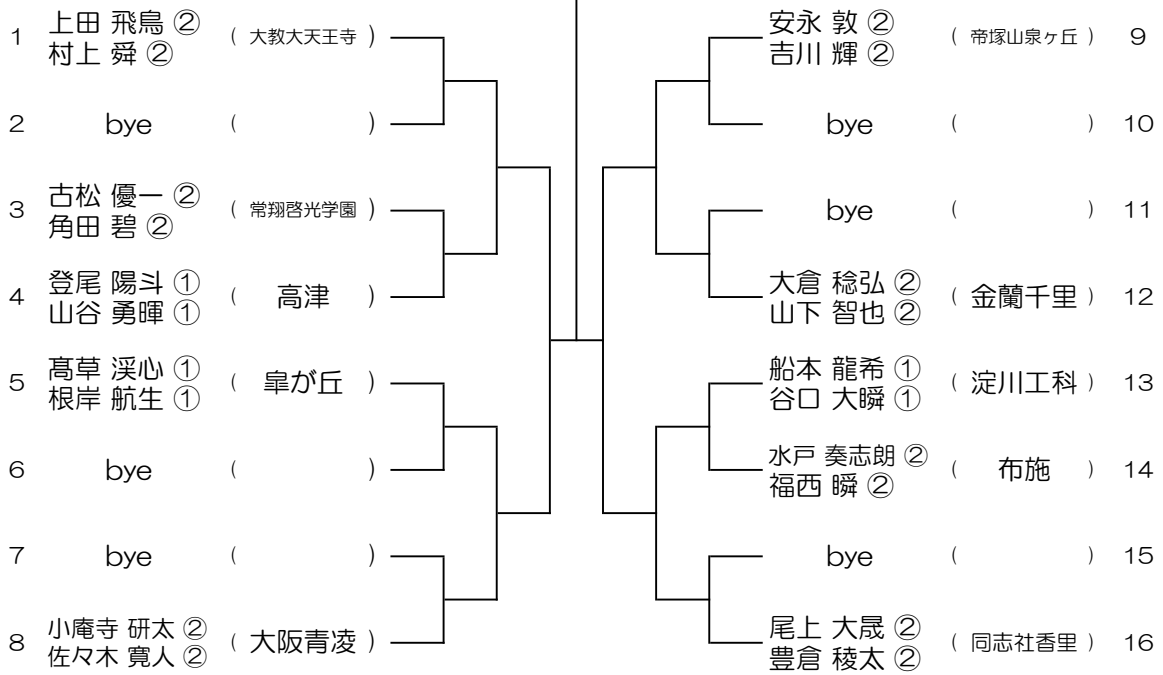 1 上田 飛鳥 ② ( 大教大天王寺 )
村上 舜 ②
2 bye ( )
3 古松 優一 ② ( 常翔啓光学園 )
角田 碧 ②
4 登尾 陽斗 ① ( 高津 )
山谷 勇暉 ①
5 髙草 渓心 ① ( 皐が丘 )
根岸 航生 ①
6 bye ( )
7 bye ( )
8 小庵寺 研太 ② ( 大阪青凌 )
佐々木 寛人 ②
安永 敦 ② ( 帝塚山泉ヶ丘 ) 9
吉川 輝 ②
bye ( ) 10
bye ( ) 11
大倉 稔弘 ② ( 金蘭千里 ) 12
山下 智也 ②
船本 龍希 ① ( 淀川工科 ) 13
谷口 大瞬 ①
水戸 奏志朗 ② ( 布施 ) 14
福西 瞬 ②
bye ( ) 15
尾上 大晟 ② ( 同志社香里 ) 16
豊倉 稜太 ②